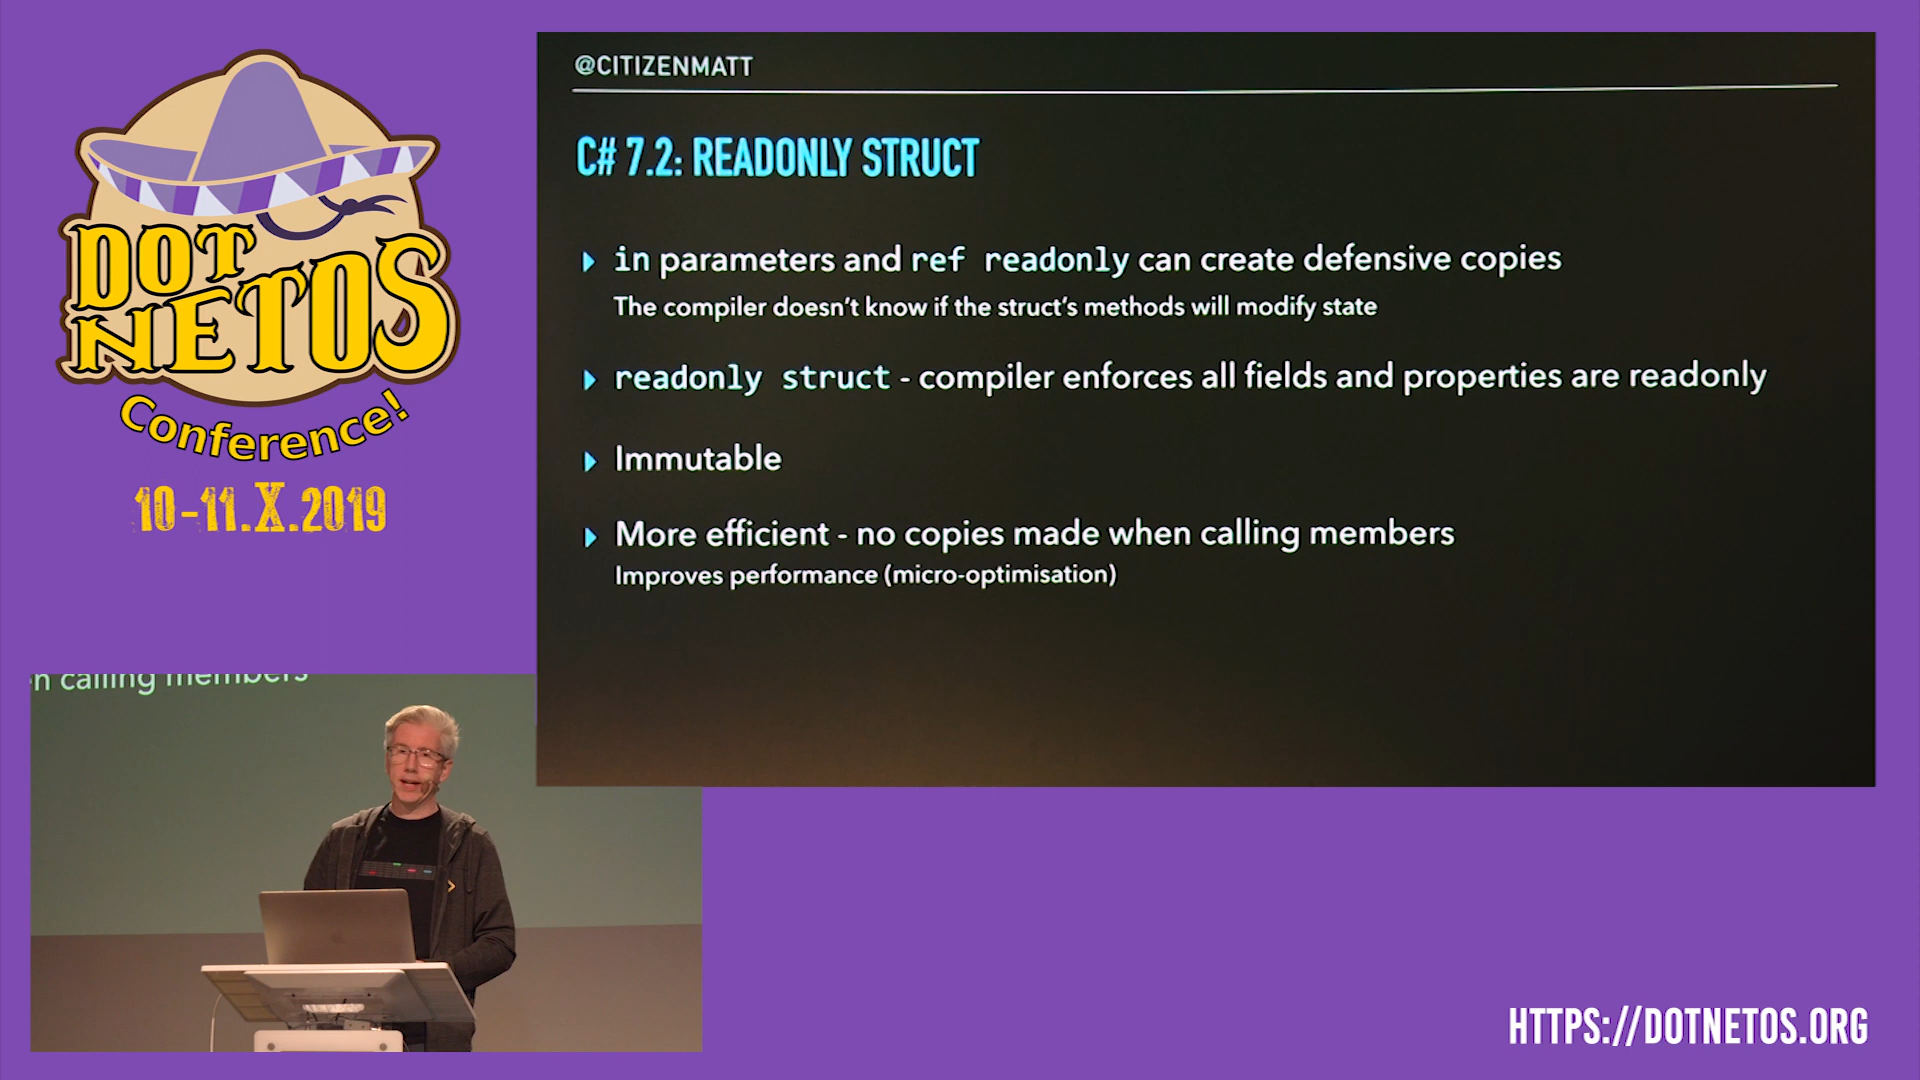 DOT
NETOS
Conference!
10-11.X.2019
@CITIZENMATT
C# 7.2: READONLY STRUCT
in parameters and ref readonly can create defensive copies
The compiler doesn't know if the struct's methods will modify state
readonly struct - compiler enforces all fields and properties are readonly
Immutable
More efficient - no copies made when calling members
Improves performance (micro-optimisation)
n calling members
HTTPS://DOTNETOS.ORG